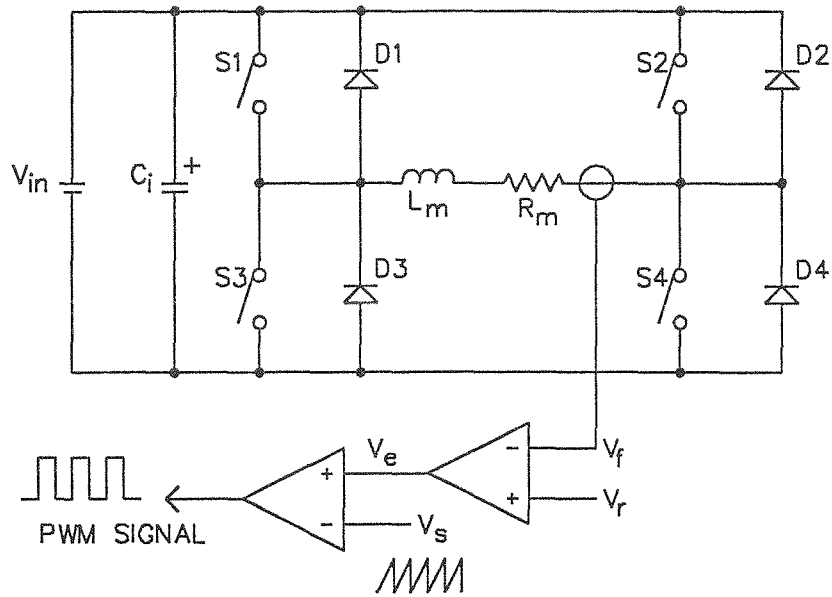 S1
D1
S2
D2
Vin
Ci
+
Lm
Rm
S3
D3
S4
D4
Ve
-
Vf
+
+
Vr
-
Vs
PWM SIGNAL